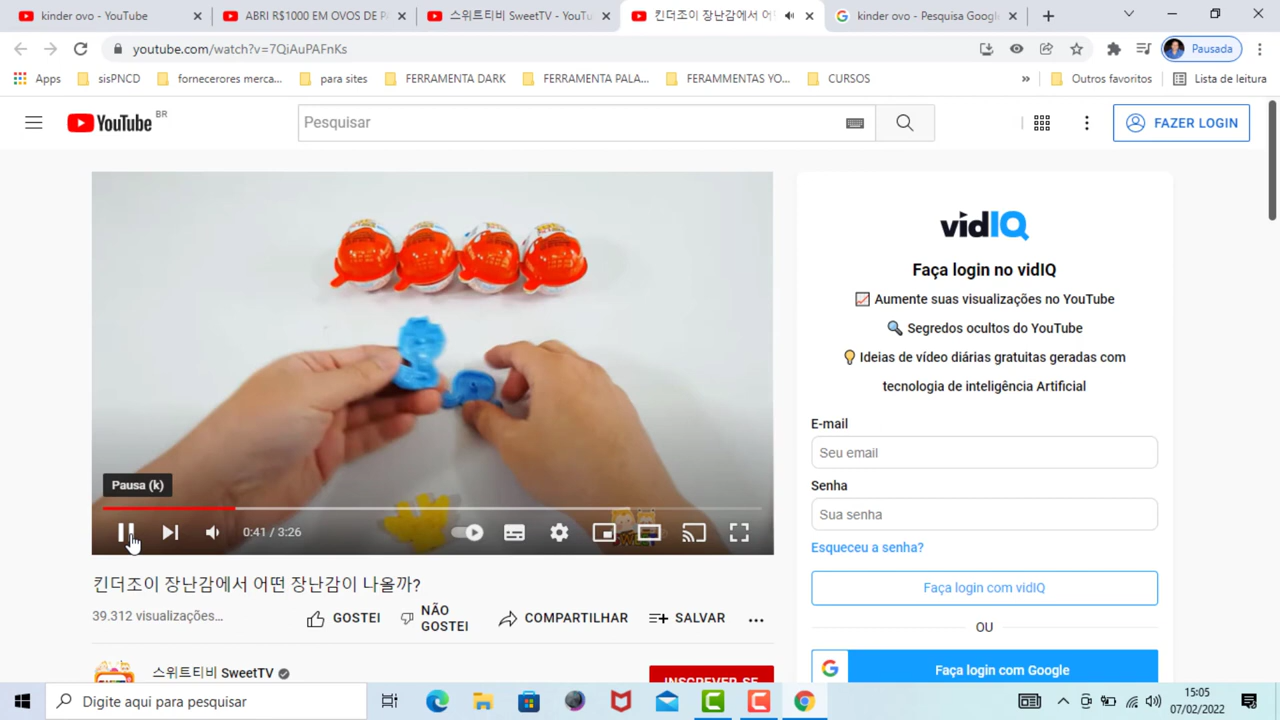 kinder ovo - YouTube
ABRI R$1000 EM OVOS DE P
스위트티비 SweetTV - YouTu
킨더조이 장난감에서 어떤
kinder ovo - Pesquisa Google
youtube.com/watch?v=7QiAuPAFnKs
Pausada
Apps
sisPNCD
fornecerores merca...
para sites
FERRAMENTA DARK
FERRAMENTA PALA...
FERAMMENTAS YO...
CURSOS
»
Outros favoritos
Lista de leitura
YouTube BR
Pesquisar
FAZER LOGIN
vidIQ
Faça login no vidIQ
Aumente suas visualizações no YouTube
Segredos ocultos do YouTube
Ideias de vídeo diárias gratuitas geradas com
tecnologia de inteligência Artificial
E-mail
Seu email
Senha
Sua senha
Esqueceu a senha?
Faça login com vidIQ
OU
Faça login com Google
Pausa (k)
0:41 / 3:26
킨더조이 장난감에서 어떤 장난감이 나올까?
39.312 visualizações...
GOSTEI
NÃO
GOSTEI
COMPARTILHAR
SALVAR
스위트티비 SweetTV
INSCREVER-SE
Digite aqui para pesquisar
15:05
07/02/2022